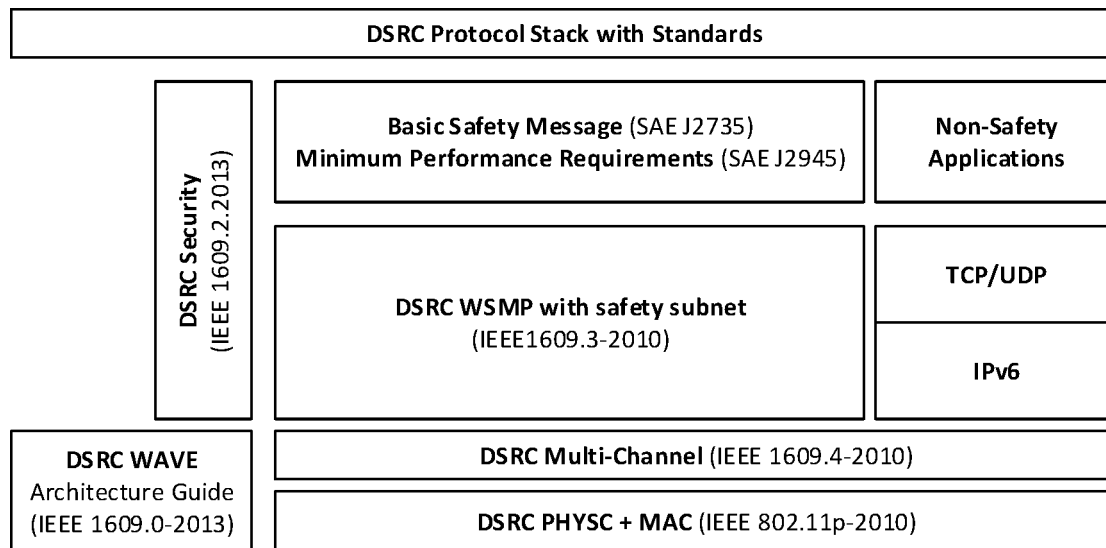 DSRC Protocol Stack with Standards
DSRC Security
(IEEE 1609.2.2013)
Basic Safety Message (SAE J2735)
Minimum Performance Requirements (SAE J2945)
Non-Safety
Applications
DSRC WSMP with safety subnet
(IEEE1609.3-2010)
TCP/UDP
IPv6
DSRC WAVE
Architecture Guide
(IEEE 1609.0-2013)
DSRC Multi-Channel (IEEE 1609.4-2010)
DSRC PHYSC + MAC (IEEE 802.11p-2010)